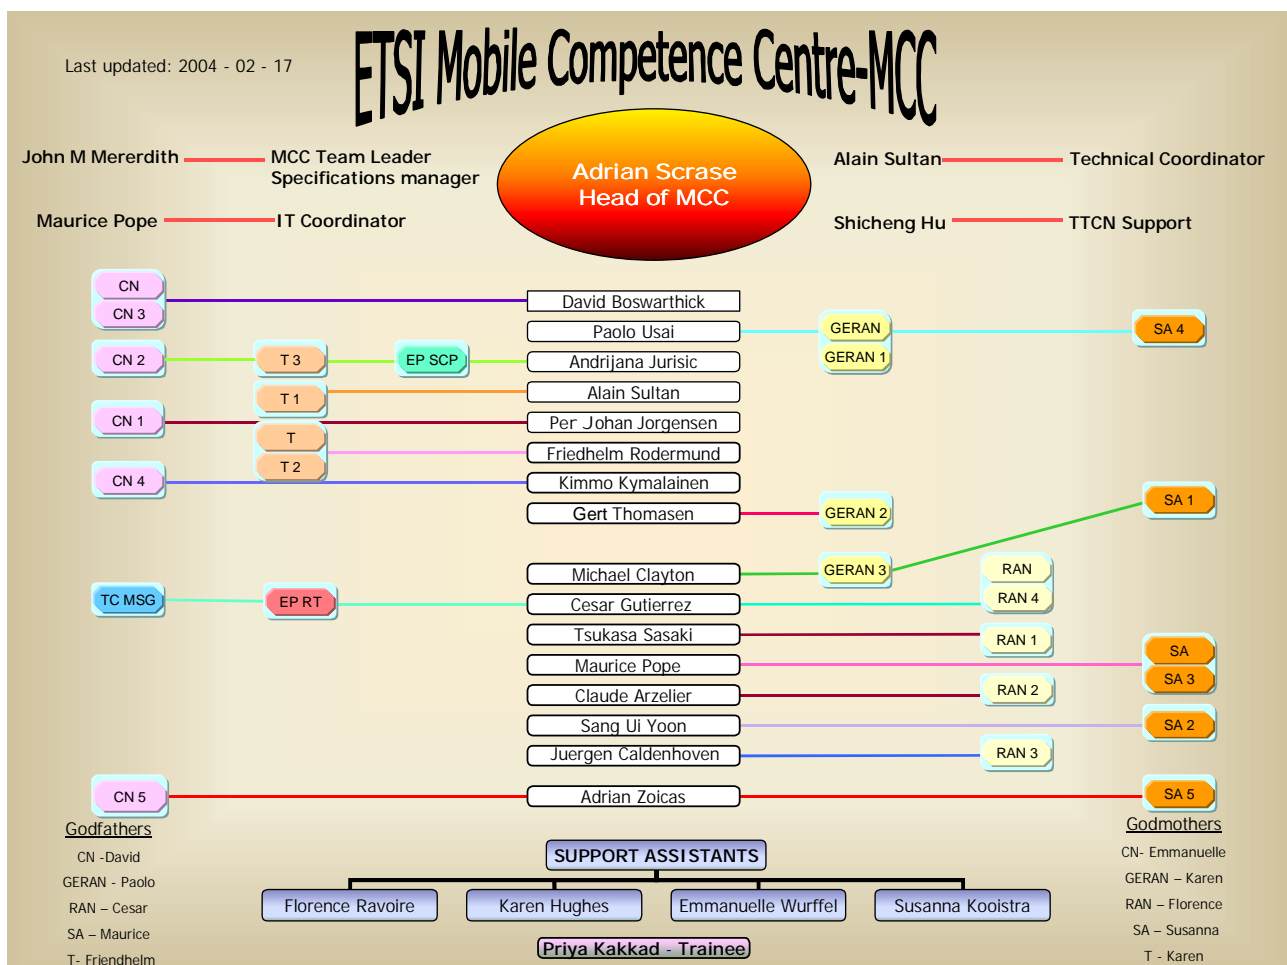 ETSI Mobile Competence Centre-MCC
Last updated: 2004 - 02 - 17
John M Mererdith
MCC Team Leader
Specifications manager
Maurice Pope
IT Coordinator
Adrian Scrase
Head of MCC
Alain Sultan
Technical Coordinator
Shicheng Hu
TTCN Support
CN
CN 3
David Boswarthick
Paolo Usai
GERAN
GERAN 1
SA 4
CN 2
T 3
EP SCP
Andrijana Jurisic
T 1
Alain Sultan
CN 1
Per Johan Jorgensen
T
T 2
Friedhelm Rodermund
CN 4
Kimmo Kymalainen
Gert Thomasen
GERAN 2
SA 1
Michael Clayton
GERAN 3
RAN
RAN 4
TC MSG
EP RT
Cesar Gutierrez
Tsukasa Sasaki
RAN 1
Maurice Pope
SA
SA 3
Claude Arzelier
RAN 2
Sang Ui Yoon
SA 2
Juergen Caldenhoven
RAN 3
CN 5
Adrian Zoicas
SA 5
Godfathers
CN -David
GERAN - Paolo
RAN – Cesar
SA – Maurice
T- Friendhelm
Godmothers
CN- Emmanuelle
GERAN – Karen
RAN – Florence
SA – Susanna
T - Karen
SUPPORT ASSISTANTS
Florence Ravoire
Karen Hughes
Emmanuelle Wurffel
Susanna Kooistra
Priya Kakkad - Trainee